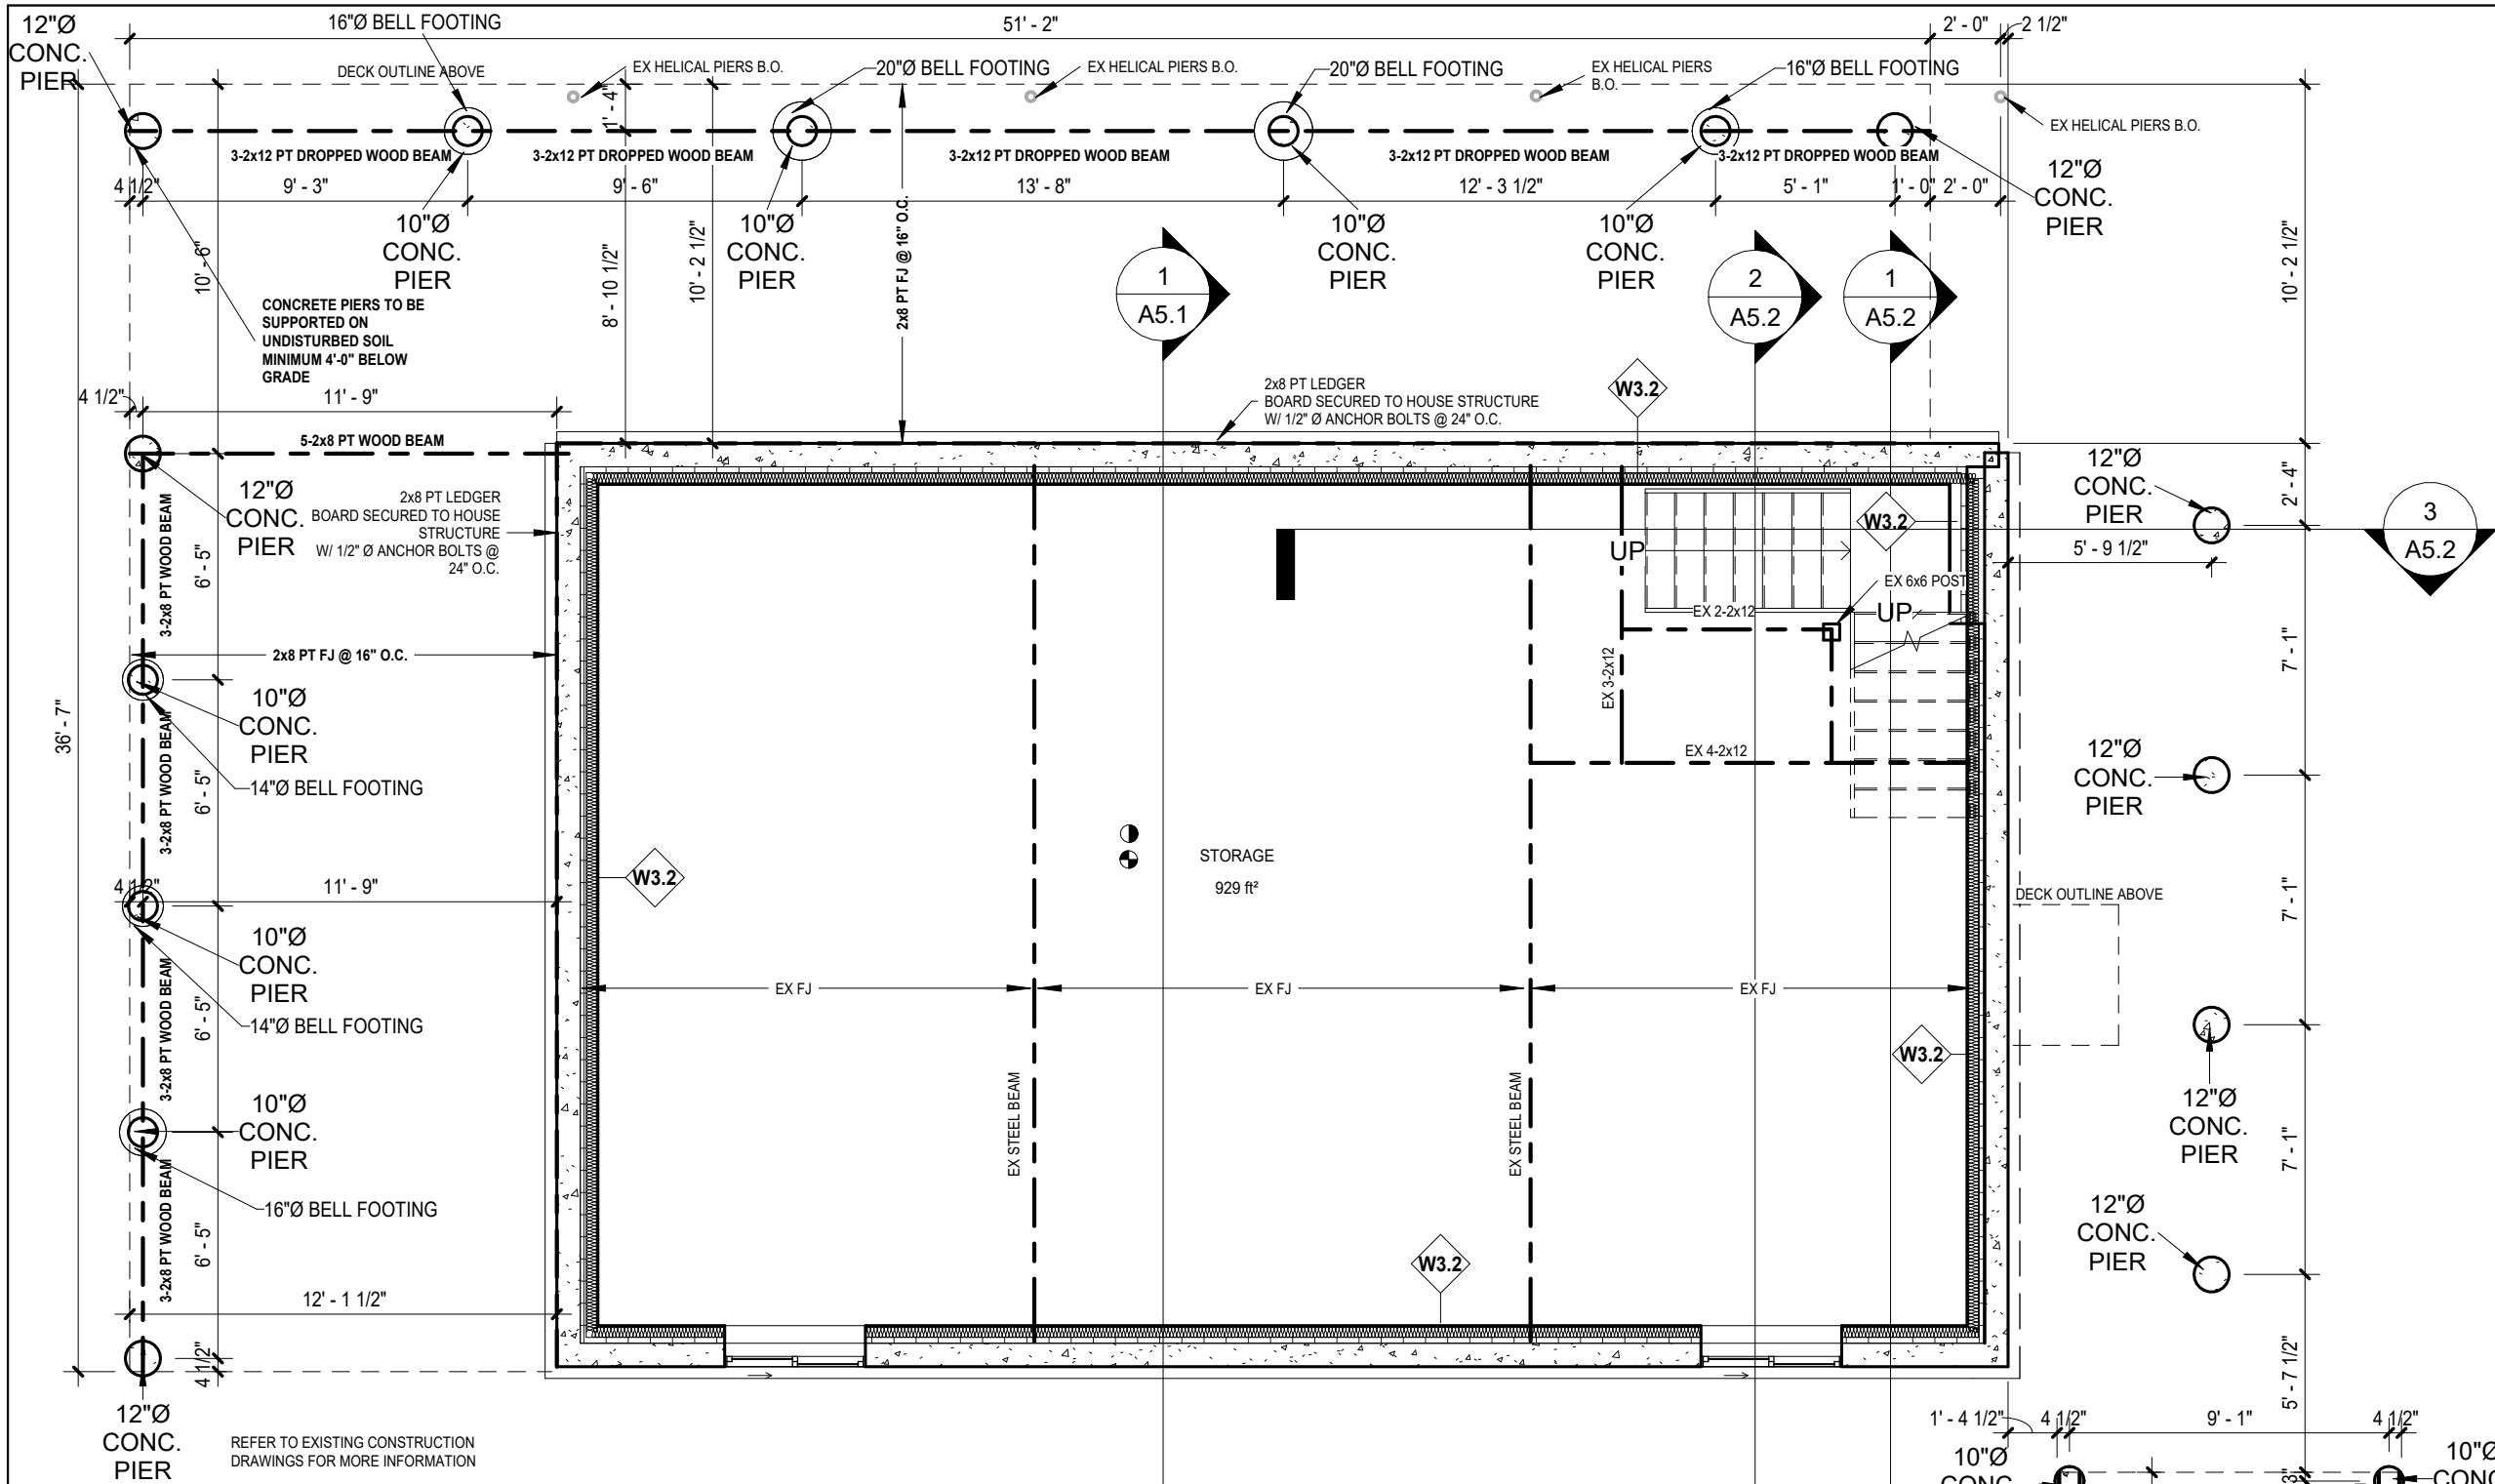 12"Ø
CONC.
PIER
16"Ø BELL FOOTING
51' - 2"
2' - 0"
2 1/2"
DECK OUTLINE ABOVE
EX HELICAL PIERS B.O.
20"Ø BELL FOOTING
EX HELICAL PIERS B.O.
20"Ø BELL FOOTING
EX HELICAL PIERS
B.O.
16"Ø BELL FOOTING
EX HELICAL PIERS B.O.
1' - 4"
3-2x12 PT DROPPED WOOD BEAM
3-2x12 PT DROPPED WOOD BEAM
3-2x12 PT DROPPED WOOD BEAM
3-2x12 PT DROPPED WOOD BEAM
3-2x12 PT DROPPED WOOD BEAM
4 1/2"
9' - 3"
9' - 6"
13' - 8"
12' - 3 1/2"
5' - 1"
1' - 0"
2' - 0"
12"Ø
CONC.
PIER
10"Ø
CONC.
PIER
10"Ø
CONC.
PIER
10"Ø
CONC.
PIER
10"Ø
CONC.
PIER
10' - 6"
8' - 10 1/2"
10' - 2 1/2"
2x8 PT FJ @ 16" O.C.
10' - 2 1/2"
1
A5.1
2
A5.2
1
A5.2
CONCRETE PIERS TO BE
SUPPORTED ON
UNDISTURBED SOIL
MINIMUM 4'-0" BELOW
GRADE
4 1/2"
11' - 9"
2x8 PT LEDGER
BOARD SECURED TO HOUSE STRUCTURE
W/ 1/2" Ø ANCHOR BOLTS @ 24" O.C.
W3.2
5-2x8 PT WOOD BEAM
12"Ø
CONC.
PIER
2x8 PT LEDGER
BOARD SECURED TO HOUSE
STRUCTURE
W/ 1/2" Ø ANCHOR BOLTS @
24" O.C.
3-2x8 PT WOOD BEAM
6' - 5"
W3.2
UP
EX 6x6 POST
EX 2-2x12
UP
12"Ø
CONC.
PIER
2' - 4"
3
A5.2
5' - 9 1/2"
7' - 1"
2x8 PT FJ @ 16" O.C.
EX 3-2x12
36' - 7"
10"Ø
CONC.
PIER
3-2x8 PT WOOD BEAM
6' - 5"
14"Ø BELL FOOTING
EX 4-2x12
12"Ø
CONC.
PIER
W3.2
STORAGE
929 ft²
4 1/2"
11' - 9"
DECK OUTLINE ABOVE
7' - 1"
10"Ø
CONC.
PIER
14"Ø BELL FOOTING
3-2x8 PT WOOD BEAM
6' - 5"
EX FJ
EX FJ
EX FJ
W3.2
EX STEEL BEAM
EX STEEL BEAM
10"Ø
CONC.
PIER
12"Ø
CONC.
PIER
7' - 1"
16"Ø BELL FOOTING
3-2x8 PT WOOD BEAM
6' - 5"
12"Ø
CONC.
PIER
W3.2
12' - 1 1/2"
4 1/2"
5' - 7 1/2"
12"Ø
CONC.
PIER
REFER TO EXISTING CONSTRUCTION
DRAWINGS FOR MORE INFORMATION
1' - 4 1/2"
4 1/2"
9' - 1"
4 1/2"
10"Ø
CONC.
10"Ø
CONC